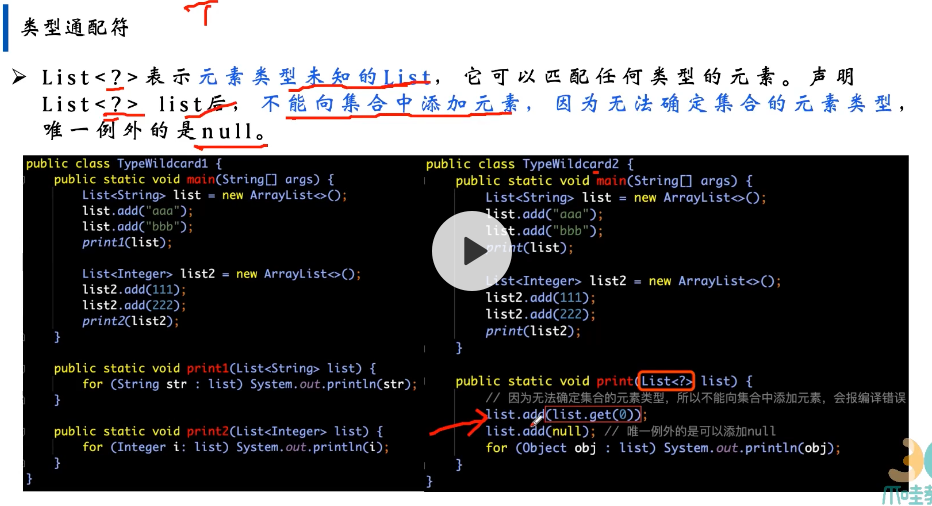 类型通配符
➢ List<?>表示元素类型未知的List，它可以匹配任何类型的元素。声明
List<?> list后，不能向集合中添加元素，因为无法确定集合的元素类型，
唯一例外的是null。
public class TypeWildcard1 {
public static void main(String[] args) {
List<String> list = new ArrayList<>();
list.add("aaa");
list.add("bbb");
print1(list);
List<Integer> list2 = new ArrayList<>();
list2.add(111);
list2.add(222);
print2(list2);
}
public static void print1(List<String> list) {
for (String str : list) System.out.println(str);
}
public static void print2(List<Integer> list) {
for (Integer i: list) System.out.println(i);
}
}
public class TypeWildcard2 {
public static void main(String[] args) {
List<String> list = new ArrayList<>();
list.add("aaa");
list.add("bbb");
print(list);
List<Integer> list2 = new ArrayList<>();
list2.add(111);
list2.add(222);
print(list2);
}
public static void print(List<?> list) {
// 因为无法确定集合的元素类型，所以不能向集合中添加元素，会报编译错误
list.add(list.get(0));
list.add(null); // 唯一例外的是可以添加null
for (Object obj : list) System.out.println(obj);
}
}